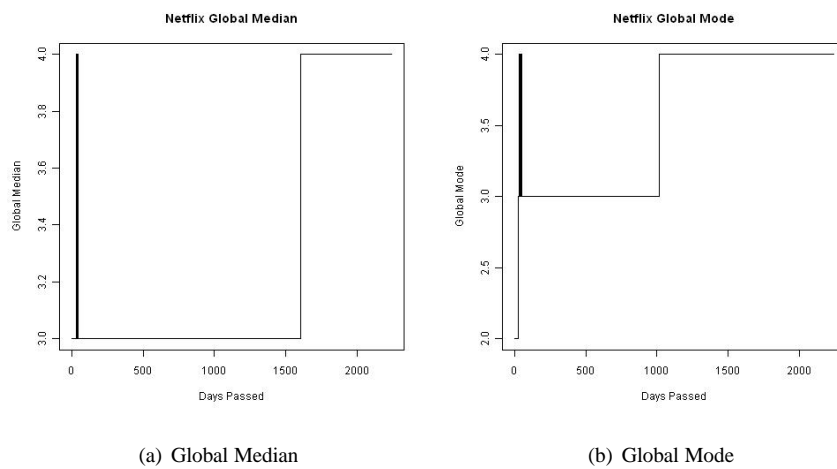 Netflix Global Median
Global Median
4.0
3.8
3.6
3.4
3.2
3.0
0 500 1000 1500 2000
Days Passed
(a) Global Median
Netflix Global Mode
Global Mode
4.0
3.5
3.0
2.5
2.0
0 500 1000 1500 2000
Days Passed
(b) Global Mode